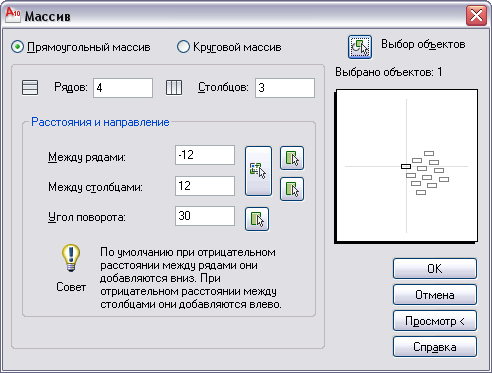 A10 Массив
Прямоугольный массив Круговой массив
Выбор объектов
Выбрано объектов: 1
Рядов: 4 Столбцов: 3
Расстояния и направление
Между рядами: -12
Между столбцами: 12
Угол поворота: 30
Совет
По умолчанию при отрицательном
расстоянии между рядами они
добавляются вниз. При
отрицательном расстоянии между
столбцами они добавляются влево.
OK
Отмена
Просмотр <
Справка